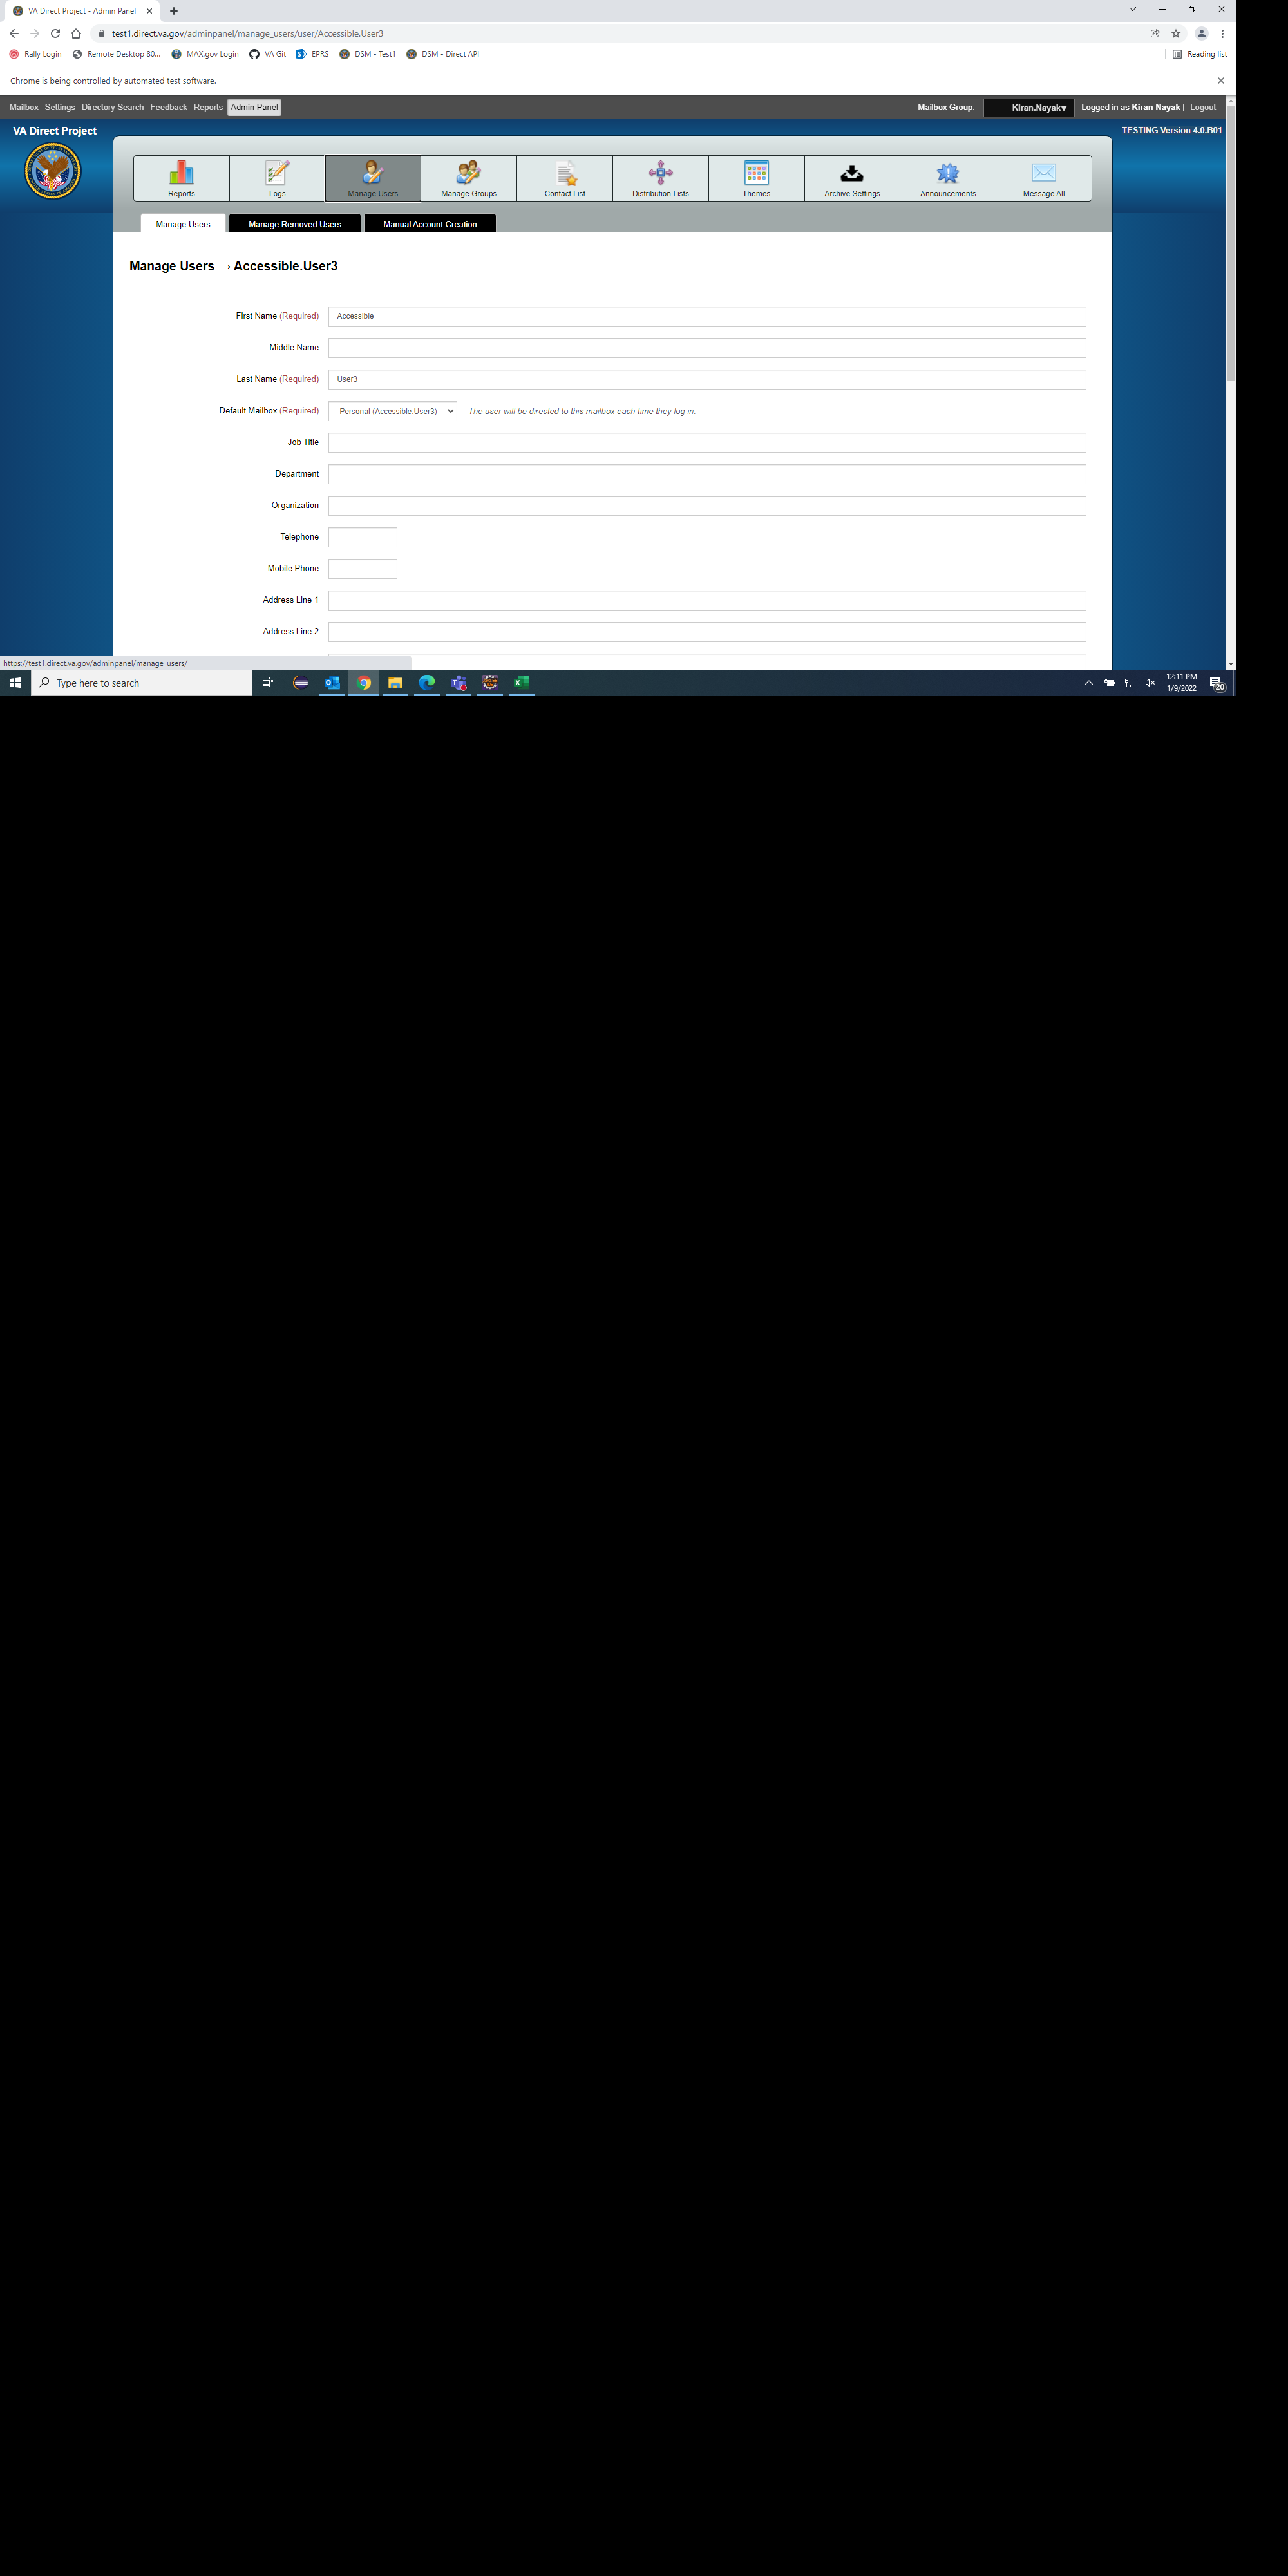 VA Direct Project - Admin Panel
test1.direct.va.gov/adminpanel/manage_users/user/Accessible.User3
Rally Login Remote Desktop 80... MAX.gov Login VA Git EPRS DSM - Test1 DSM - Direct API Reading list
Chrome is being controlled by automated test software.
Mailbox Settings Directory Search Feedback Reports Admin Panel Mailbox Group: Kiran.Nayak▾ Logged in as Kiran Nayak | Logout
VA Direct Project TESTING Version 4.0.B01
Reports Logs Manage Users Manage Groups Contact List Distribution Lists Themes Archive Settings Announcements Message All
Manage Users Manage Removed Users Manual Account Creation
Manage Users → Accessible.User3
First Name (Required) Accessible
Middle Name
Last Name (Required) User3
Default Mailbox (Required) Personal (Accessible.User3) The user will be directed to this mailbox each time they log in.
Job Title
Department
Organization
Telephone
Mobile Phone
Address Line 1
Address Line 2
https://test1.direct.va.gov/adminpanel/manage_users/
Type here to search
12:11 PM
1/9/2022
20